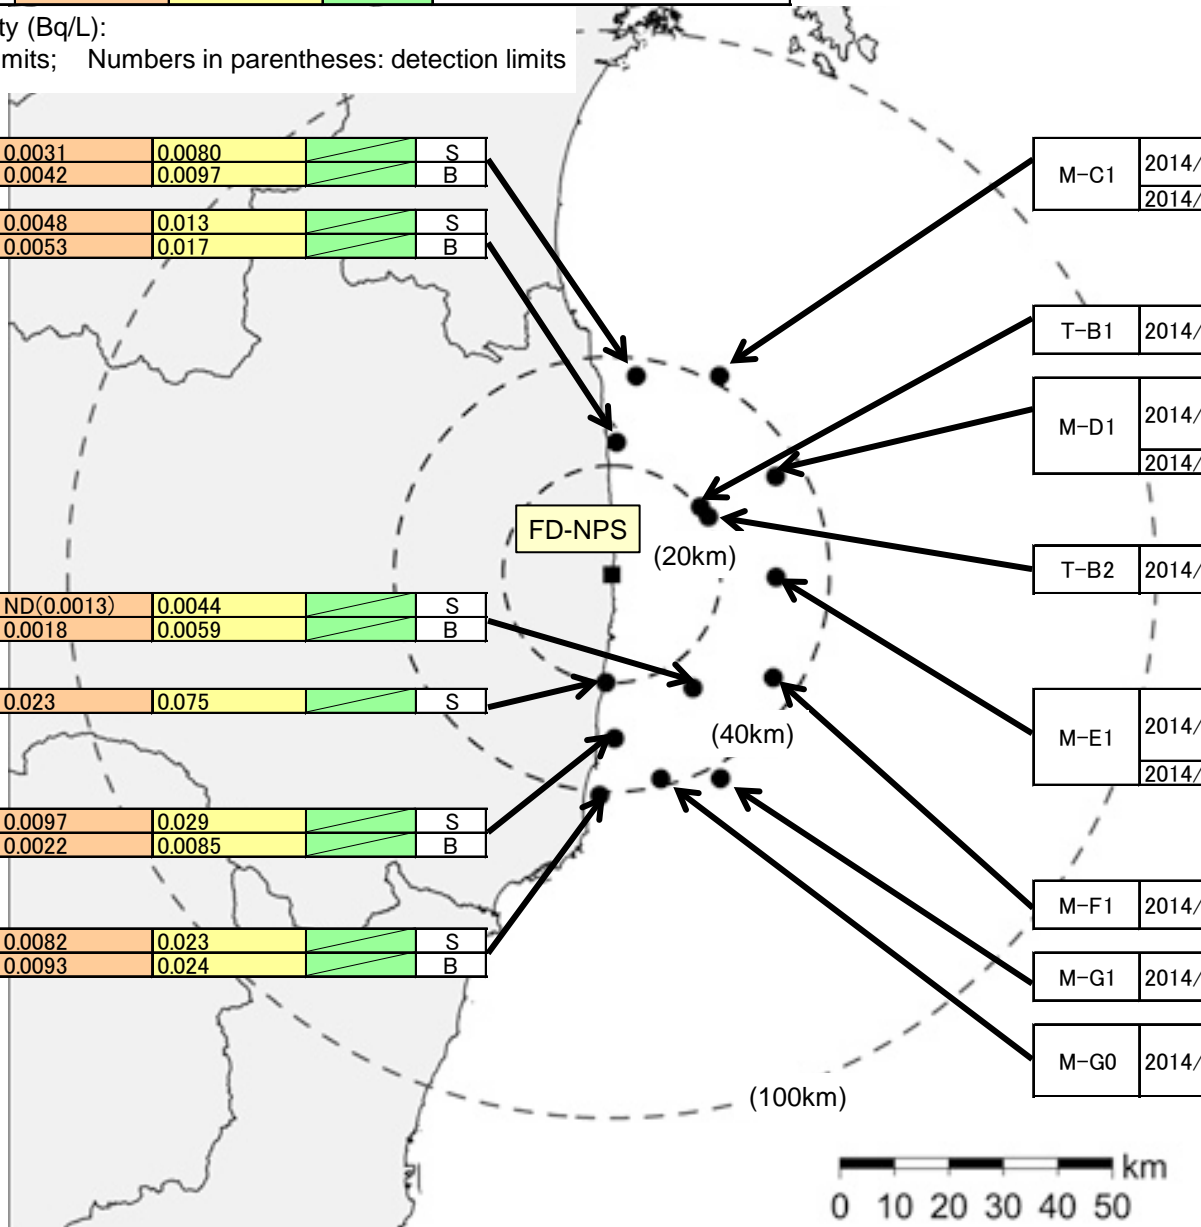 ty (Bq/L):
mits; Numbers in parentheses: detection limits
0.0031 0.0080 S
0.0042 0.0097 B
0.0048 0.013 S
0.0053 0.017 B
M-C1 2014/
2014/
T-B1 2014/
M-D1 2014/
2014/
FD-NPS
(20km)
T-B2 2014/
ND(0.0013) 0.0044 S
0.0018 0.0059 B
0.023 0.075 S
(40km)
M-E1 2014/
2014/
0.0097 0.029 S
0.0022 0.0085 B
M-F1 2014/
0.0082 0.023 S
0.0093 0.024 B
M-G1 2014/
M-G0 2014/
(100km)
km
0 10 20 30 40 50